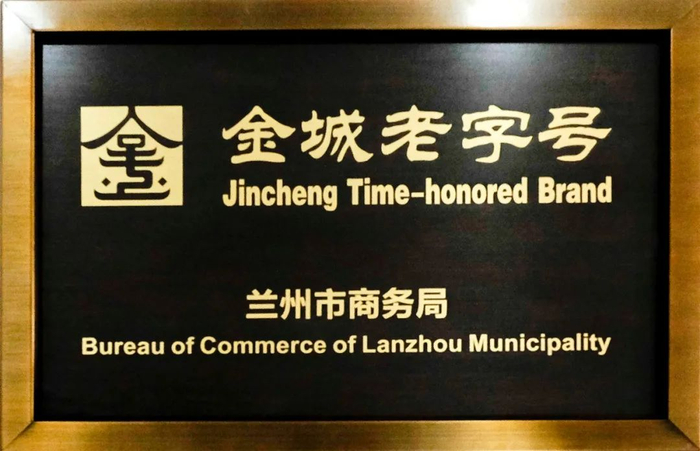 金城老字号
Jincheng Time-honored Brand
兰州市商务局
Bureau of Commerce of Lanzhou Municipality